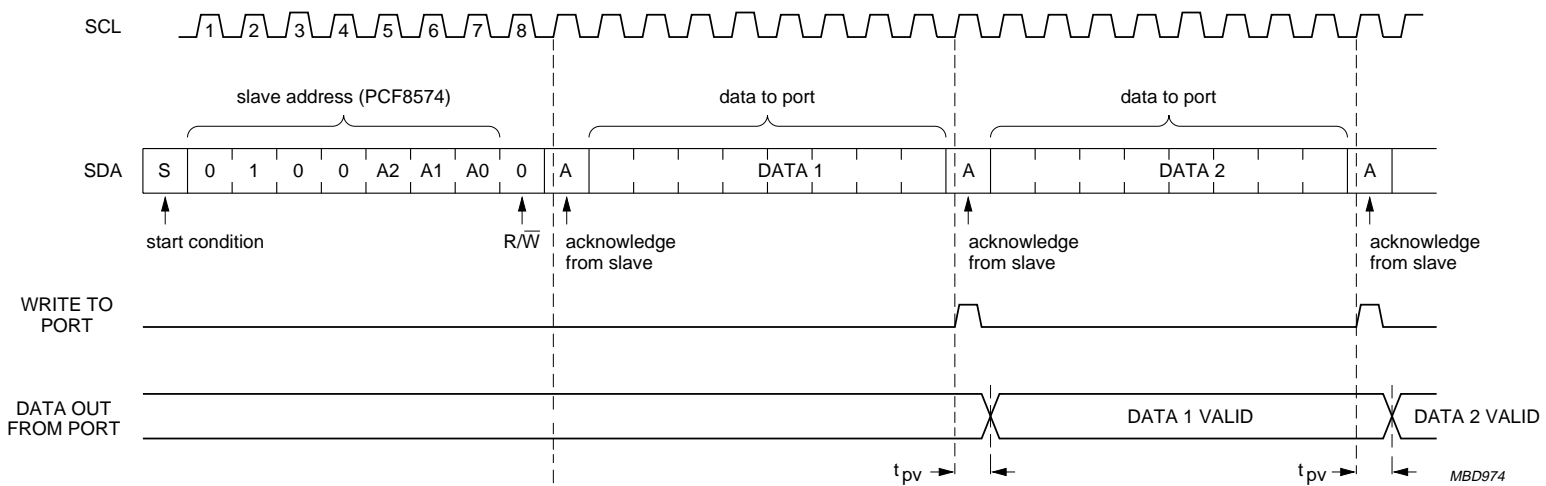 SCL 1 2 3 4 5 6 7 8
slave address (PCF8574) data to port data to port
SDA S 0 1 0 0 A2 A1 A0 0 A DATA 1 A DATA 2 A
start condition R/W̅ acknowledge acknowledge acknowledge
from slave from slave from slave
WRITE TO
PORT
DATA OUT
FROM PORT
DATA 1 VALID DATA 2 VALID
tpv tpv MBD974